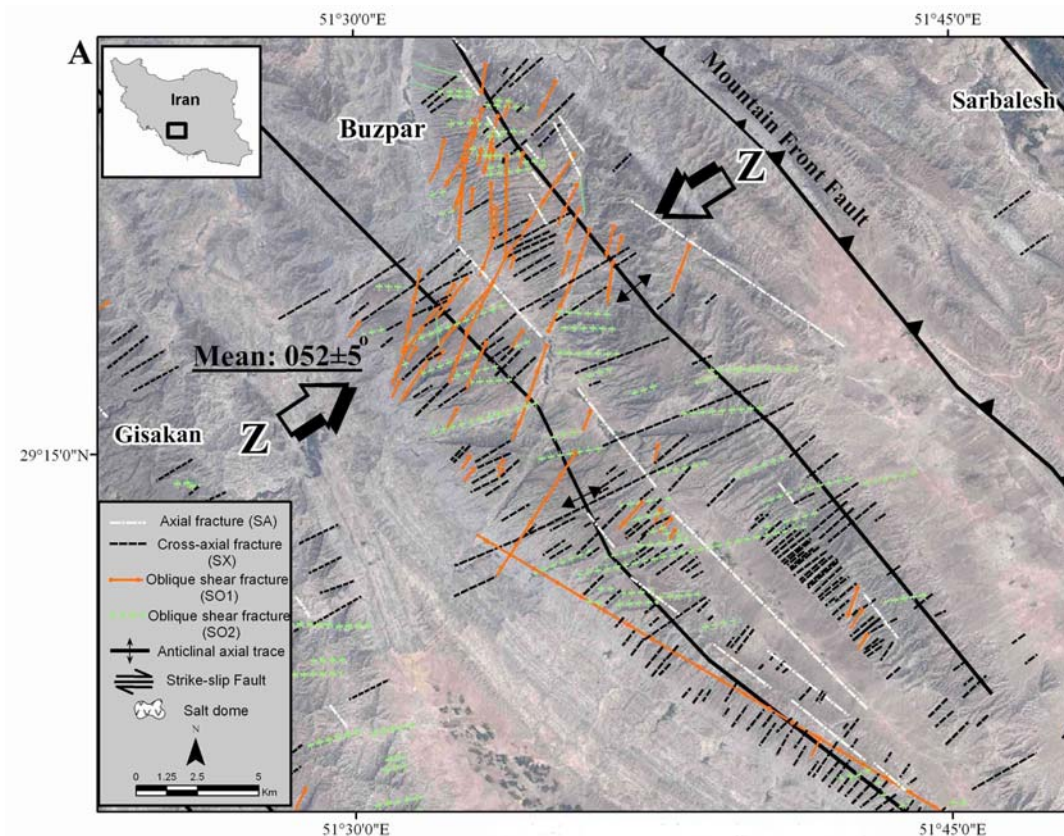 51°30'0"E
51°45'0"E
A
Iran
Buzpar
Mountain Front Fault
Sarbalesh
Z
Mean: 052±5°
Z
Gisakan
29°15'0"N
Axial fracture (SA)
Cross-axial fracture
(SX)
Oblique shear fracture
(SO1)
Oblique shear fracture
(SO2)
Anticlinal axial trace
Strike-slip Fault
Salt dome
N
0 1.25 2.5 5
Km
51°30'0"E
51°45'0"E